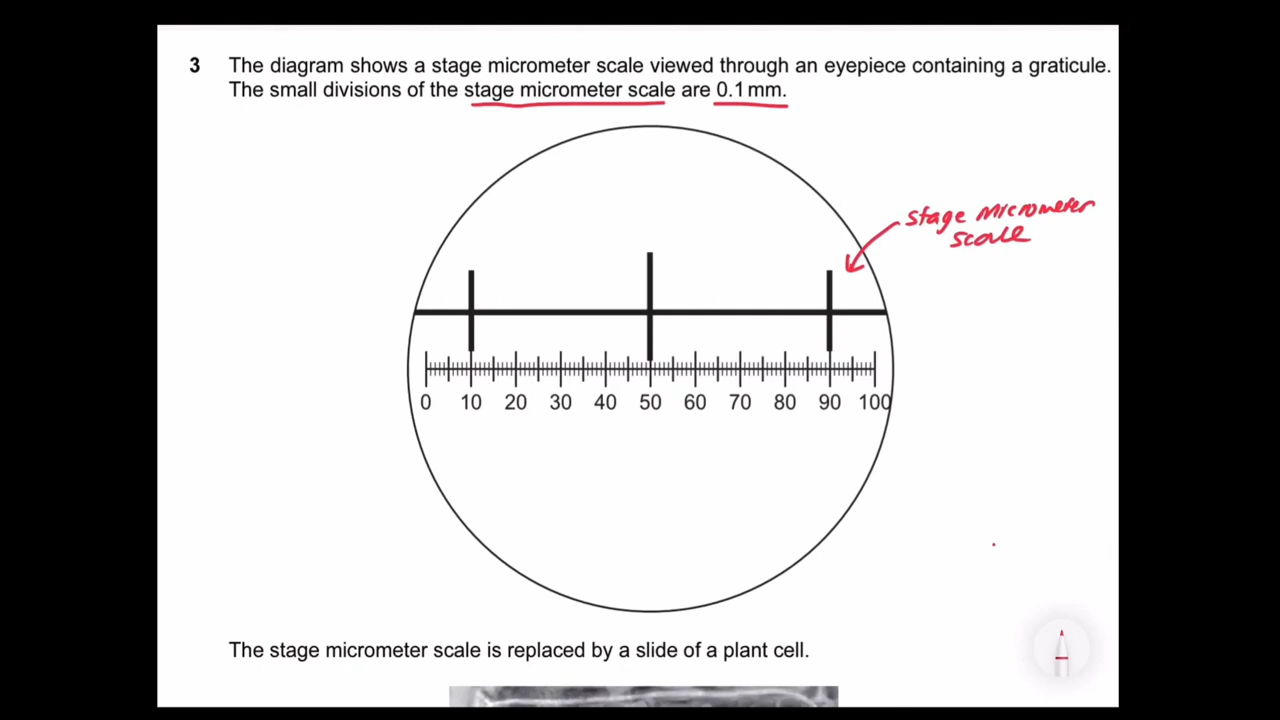 3 The diagram shows a stage micrometer scale viewed through an eyepiece containing a graticule.
The small divisions of the stage micrometer scale are 0.1 mm.
stage micrometer
scale
0 10 20 30 40 50 60 70 80 90 100
The stage micrometer scale is replaced by a slide of a plant cell.